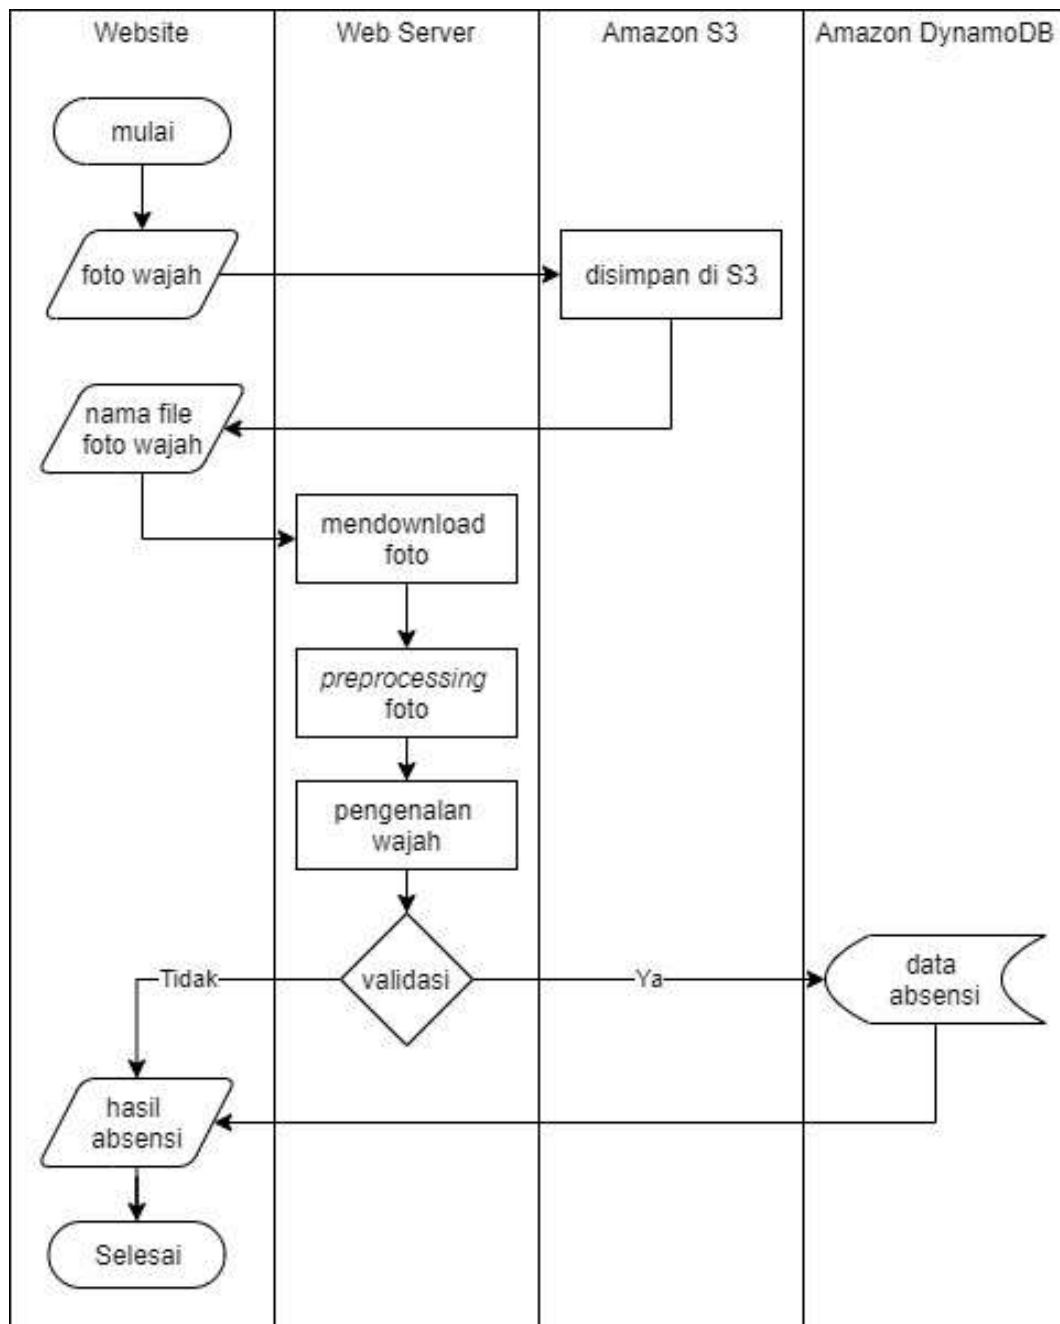 Website
Web Server
Amazon S3
Amazon DynamoDB
mulai
foto wajah
disimpan di S3
nama file
foto wajah
mendownload
foto
preprocessing
foto
pengenalan
wajah
Tidak
validasi
Ya
data
absensi
hasil
absensi
Selesai